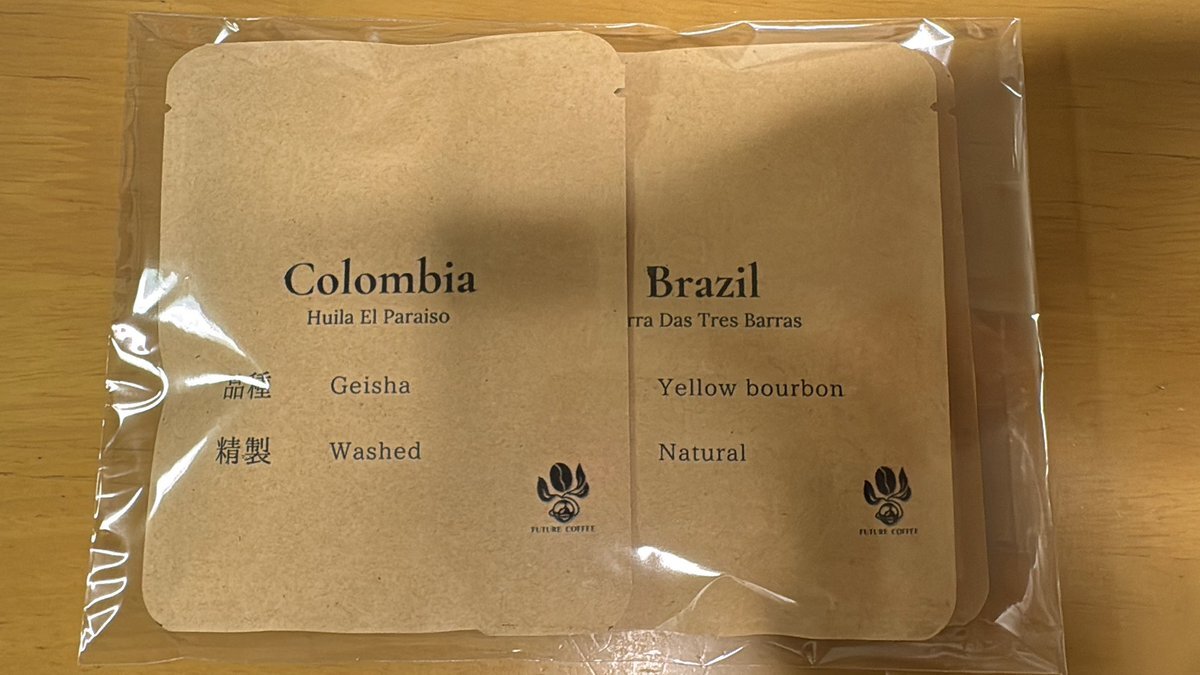 Colombia
Huila El Paraiso
品種 Geisha
精製 Washed
FUTURE COFFEE
Brazil
rra Das Tres Barras
Yellow bourbon
Natural
FUTURE COFFEE